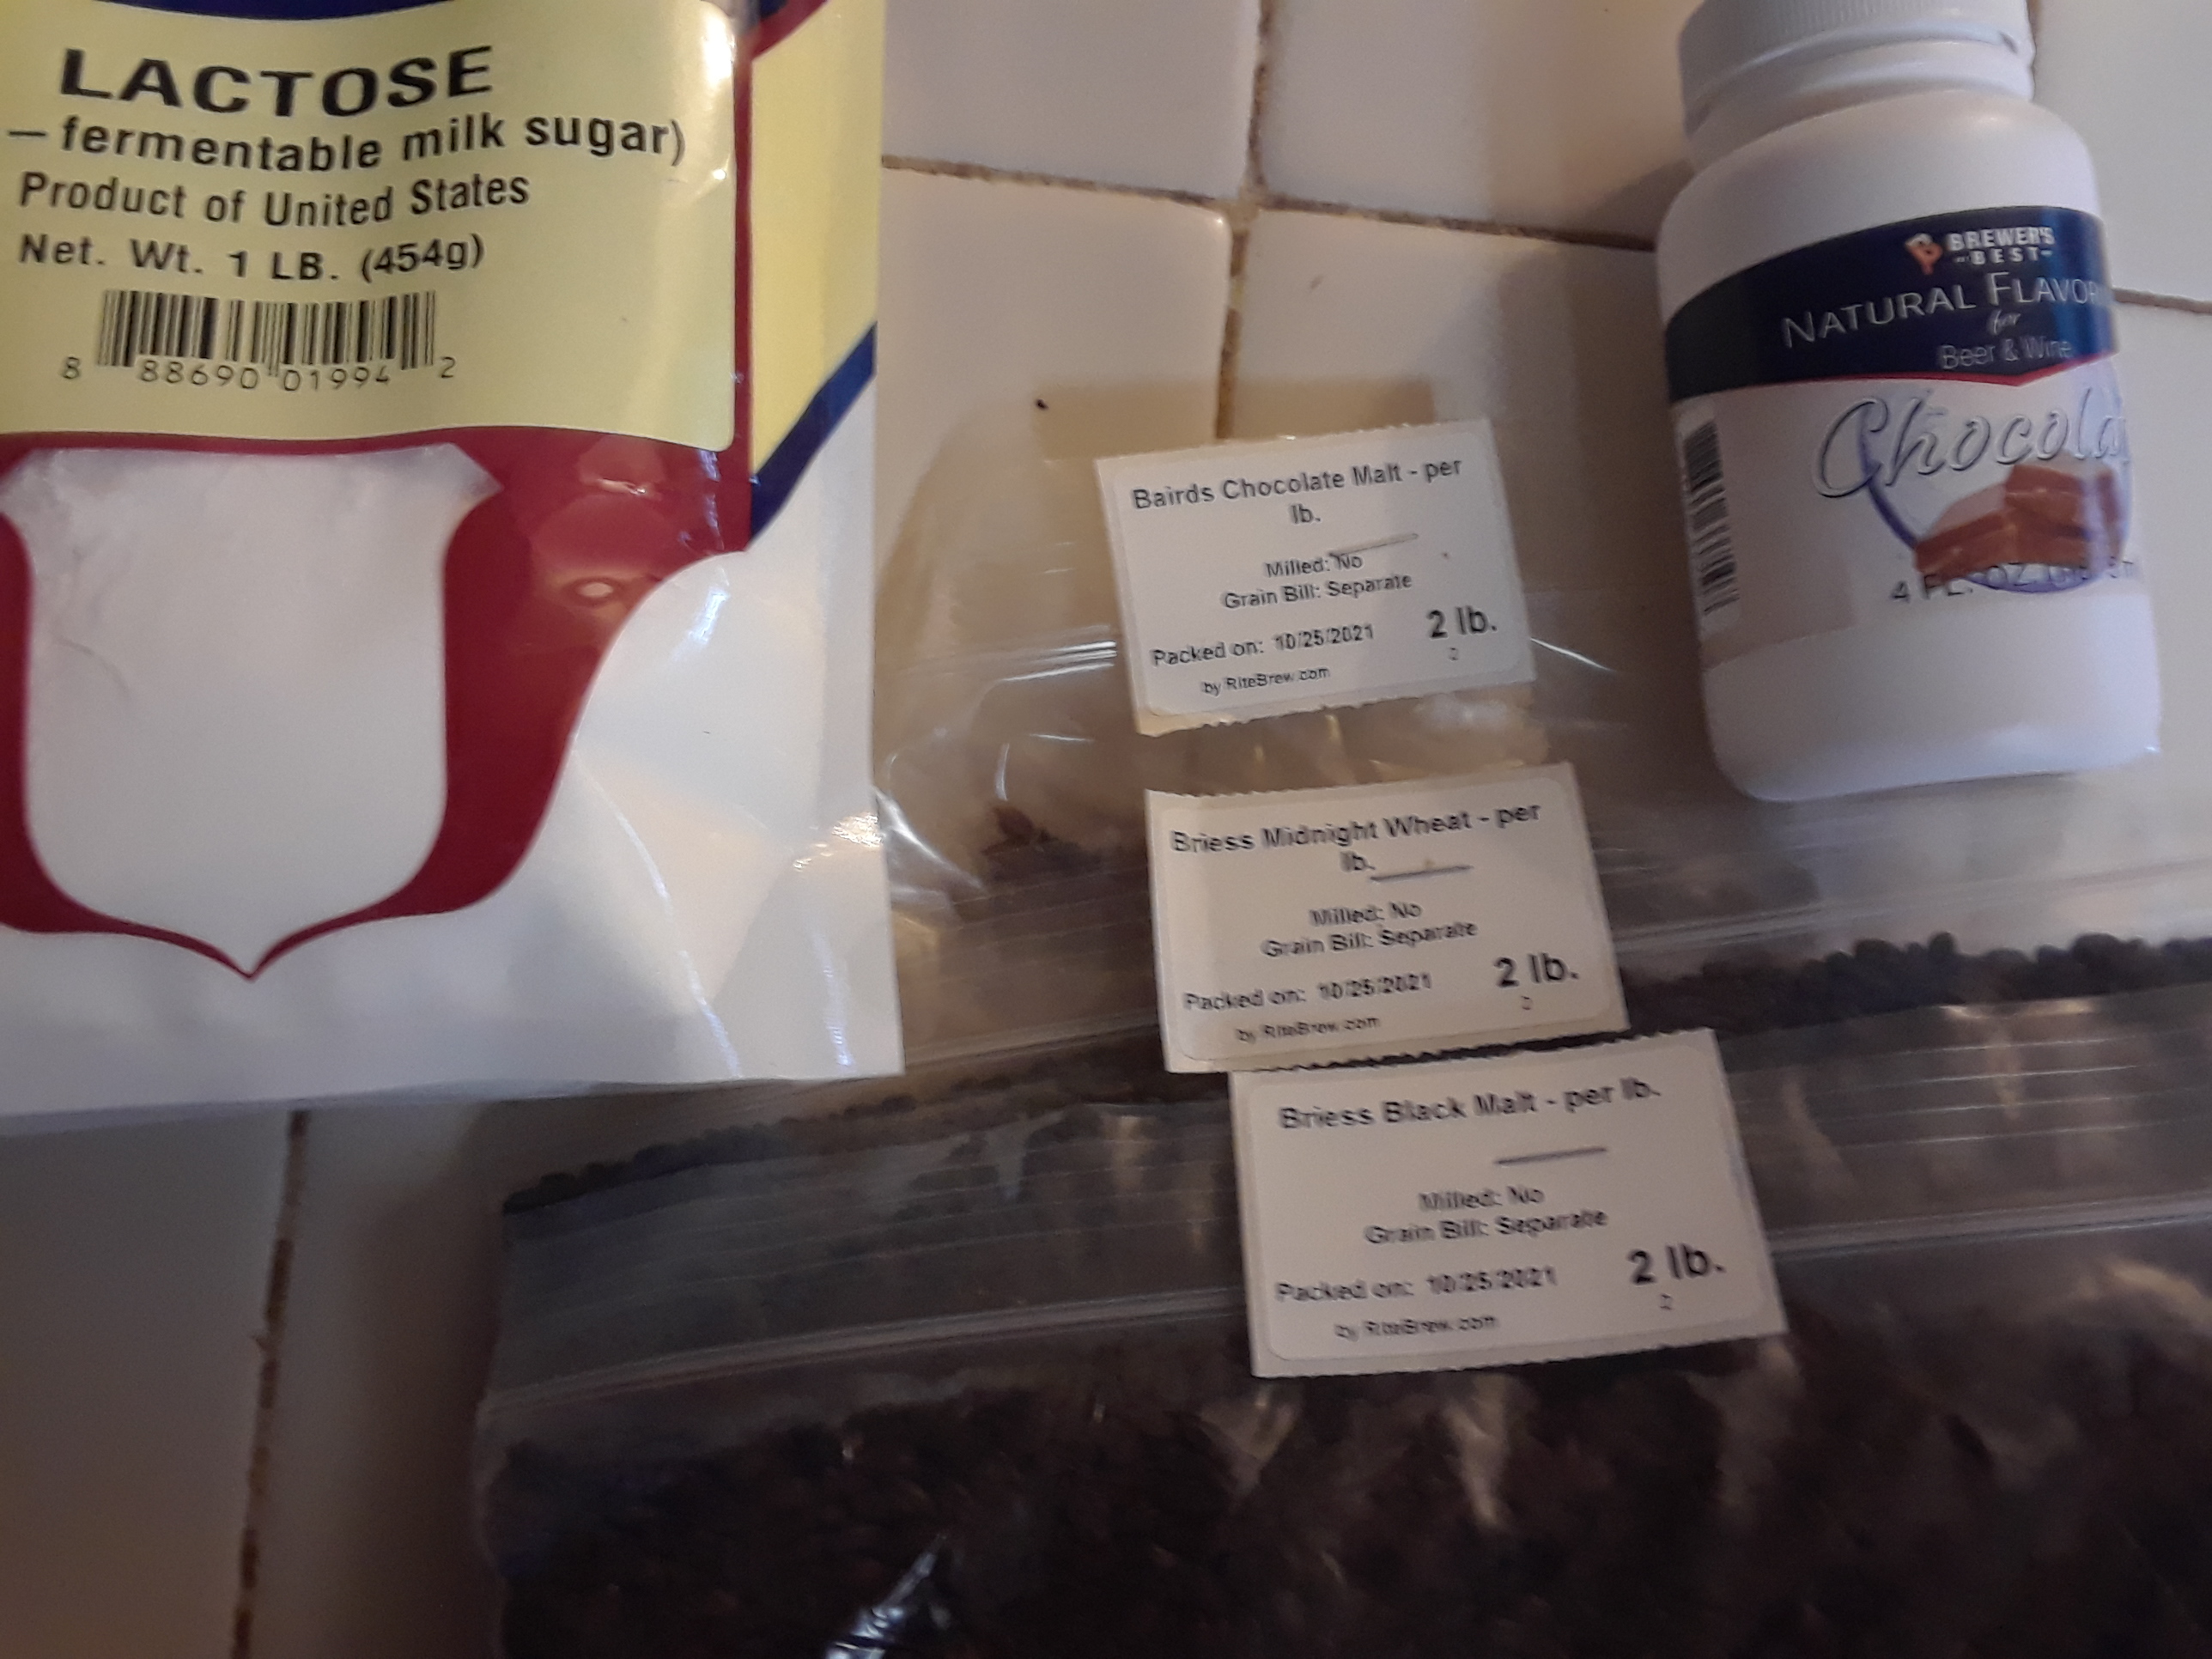 LACTOSE
— fermentable milk sugar)
Product of United States
Net. Wt. 1 LB. (454g)
8 88690 01994 2
BREWER'S
BEST
NATURAL FLAVOR
for
Beer & Wine
Chocola
4 FL. OZ
Bairds Chocolate Malt - per
lb.
Milled: No
Grain Bill: Separate
Packed on: 10/25/2021
2 lb.
by RiteBrew.com
Briess Midnight Wheat - per
lb.
Milled: No
Grain Bill: Separate
Packed on: 10/25/2021
2 lb.
by RiteBrew.com
Briess Black Malt - per lb.
Milled: No
Grain Bill: Separate
Packed on: 10/25/2021
2 lb.
by RiteBrew.com